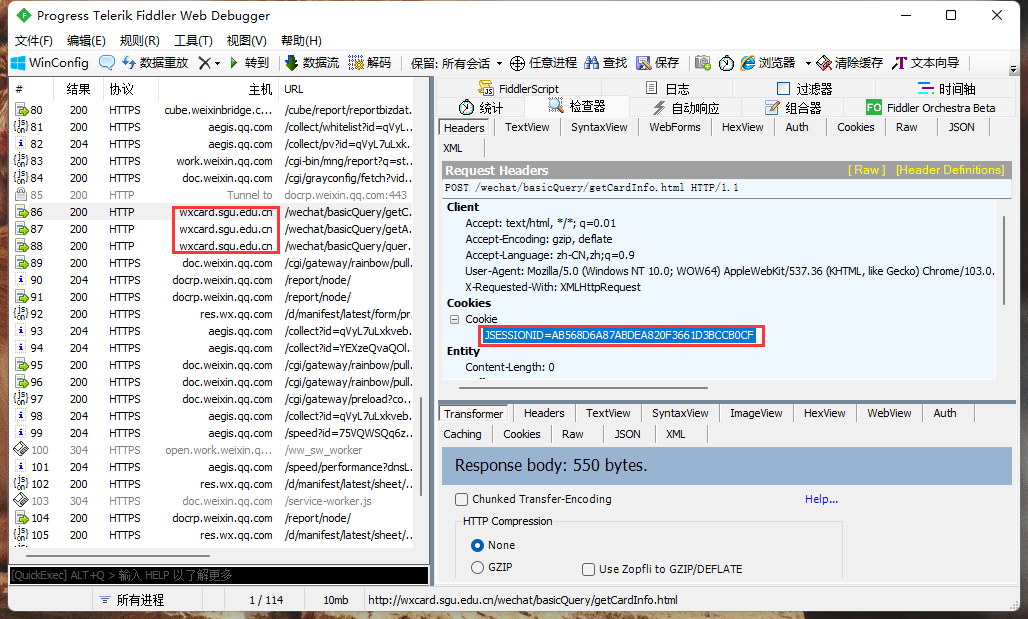 Progress Telerik Fiddler Web Debugger
文件(F) 编辑(E) 规则(R) 工具(T) 视图(V) 帮助(H)
WinConfig 数据重放 转到 数据流 解码 保留: 所有会话 任意进程 查找 保存 浏览器 清除缓存 文本向导
# 结果 协议 主机 URL
80 200 HTTPS cube.weixinbridge.c... /cube/report/reportbizdat...
81 200 HTTPS aegis.qq.com /collect/whitelist?id=qVyL...
82 204 HTTPS aegis.qq.com /collect/pv?id=qVyL7uLxk...
83 200 HTTPS work.weixin.qq.com /cgi-bin/mng/report?q=st...
84 200 HTTPS doc.weixin.qq.com /cgi/grayconfig/fetch?vid...
85 200 HTTP Tunnel to docrp.weixin.qq.com:443
86 200 HTTP wxcard.sgu.edu.cn /wechat/basicQuery/getC...
87 200 HTTP wxcard.sgu.edu.cn /wechat/basicQuery/getA...
88 200 HTTP wxcard.sgu.edu.cn /wechat/basicQuery/quer...
89 200 HTTPS doc.weixin.qq.com /cgi/gateway/rainbow/pull...
90 200 HTTPS docrp.weixin.qq.com /report/node/
91 200 HTTPS docrp.weixin.qq.com /report/node/
92 200 HTTPS res.wx.qq.com /d/manifest/latest/form/pr...
93 204 HTTPS aegis.qq.com /collect?id=qVyL7uLxkveb...
94 204 HTTPS aegis.qq.com /collect?id=YEXzeQvaQOl...
95 200 HTTPS doc.weixin.qq.com /cgi/gateway/rainbow/pull...
96 200 HTTPS doc.weixin.qq.com /cgi/gateway/rainbow/pull...
97 200 HTTPS doc.weixin.qq.com /cgi/gateway/preload?co...
98 200 HTTPS aegis.qq.com /collect?id=qVyL7uLxkveb...
99 200 HTTPS aegis.qq.com /speed?id=75VQWSQq6z...
100 304 HTTPS open.work.weixin.q... /ww_sw_worker
101 200 HTTPS aegis.qq.com /speed/performance?dnsL...
102 200 HTTPS res.wx.qq.com /d/manifest/latest/sheet/...
103 304 HTTPS doc.weixin.qq.com /service-worker.js
104 200 HTTPS docrp.weixin.qq.com /report/node/
105 200 HTTPS res.wx.qq.com /d/manifest/latest/sheet/...
[QuickExec] ALT+Q > 输入 HELP 以了解更多
FiddlerScript 日志 过滤器 时间轴
统计 检查器 自动响应 组合器 FO Fiddler Orchestra Beta
Headers TextView SyntaxView WebForms HexView Auth Cookies Raw JSON
XML
Request Headers [ Raw ] [Header Definitions]
POST /wechat/basicQuery/getCardInfo.html HTTP/1.1
Client
Accept: text/html, */*; q=0.01
Accept-Encoding: gzip, deflate
Accept-Language: zh-CN,zh;q=0.9
User-Agent: Mozilla/5.0 (Windows NT 10.0; WOW64) AppleWebKit/537.36 (KHTML, like Gecko) Chrome/103.0.
X-Requested-With: XMLHttpRequest
Cookies
Cookie
JSESSIONID=AB568D6A87ABDEA820F3661D3BCCB0CF
Entity
Content-Length: 0
Transformer Headers TextView SyntaxView ImageView HexView WebView Auth
Caching Cookies Raw JSON XML
Response body: 550 bytes.
Chunked Transfer-Encoding Help...
HTTP Compression
None
GZIP Use Zopfli to GZIP/DEFLATE
所有进程 1 / 114 10mb http://wxcard.sgu.edu.cn/wechat/basicQuery/getCardInfo.html